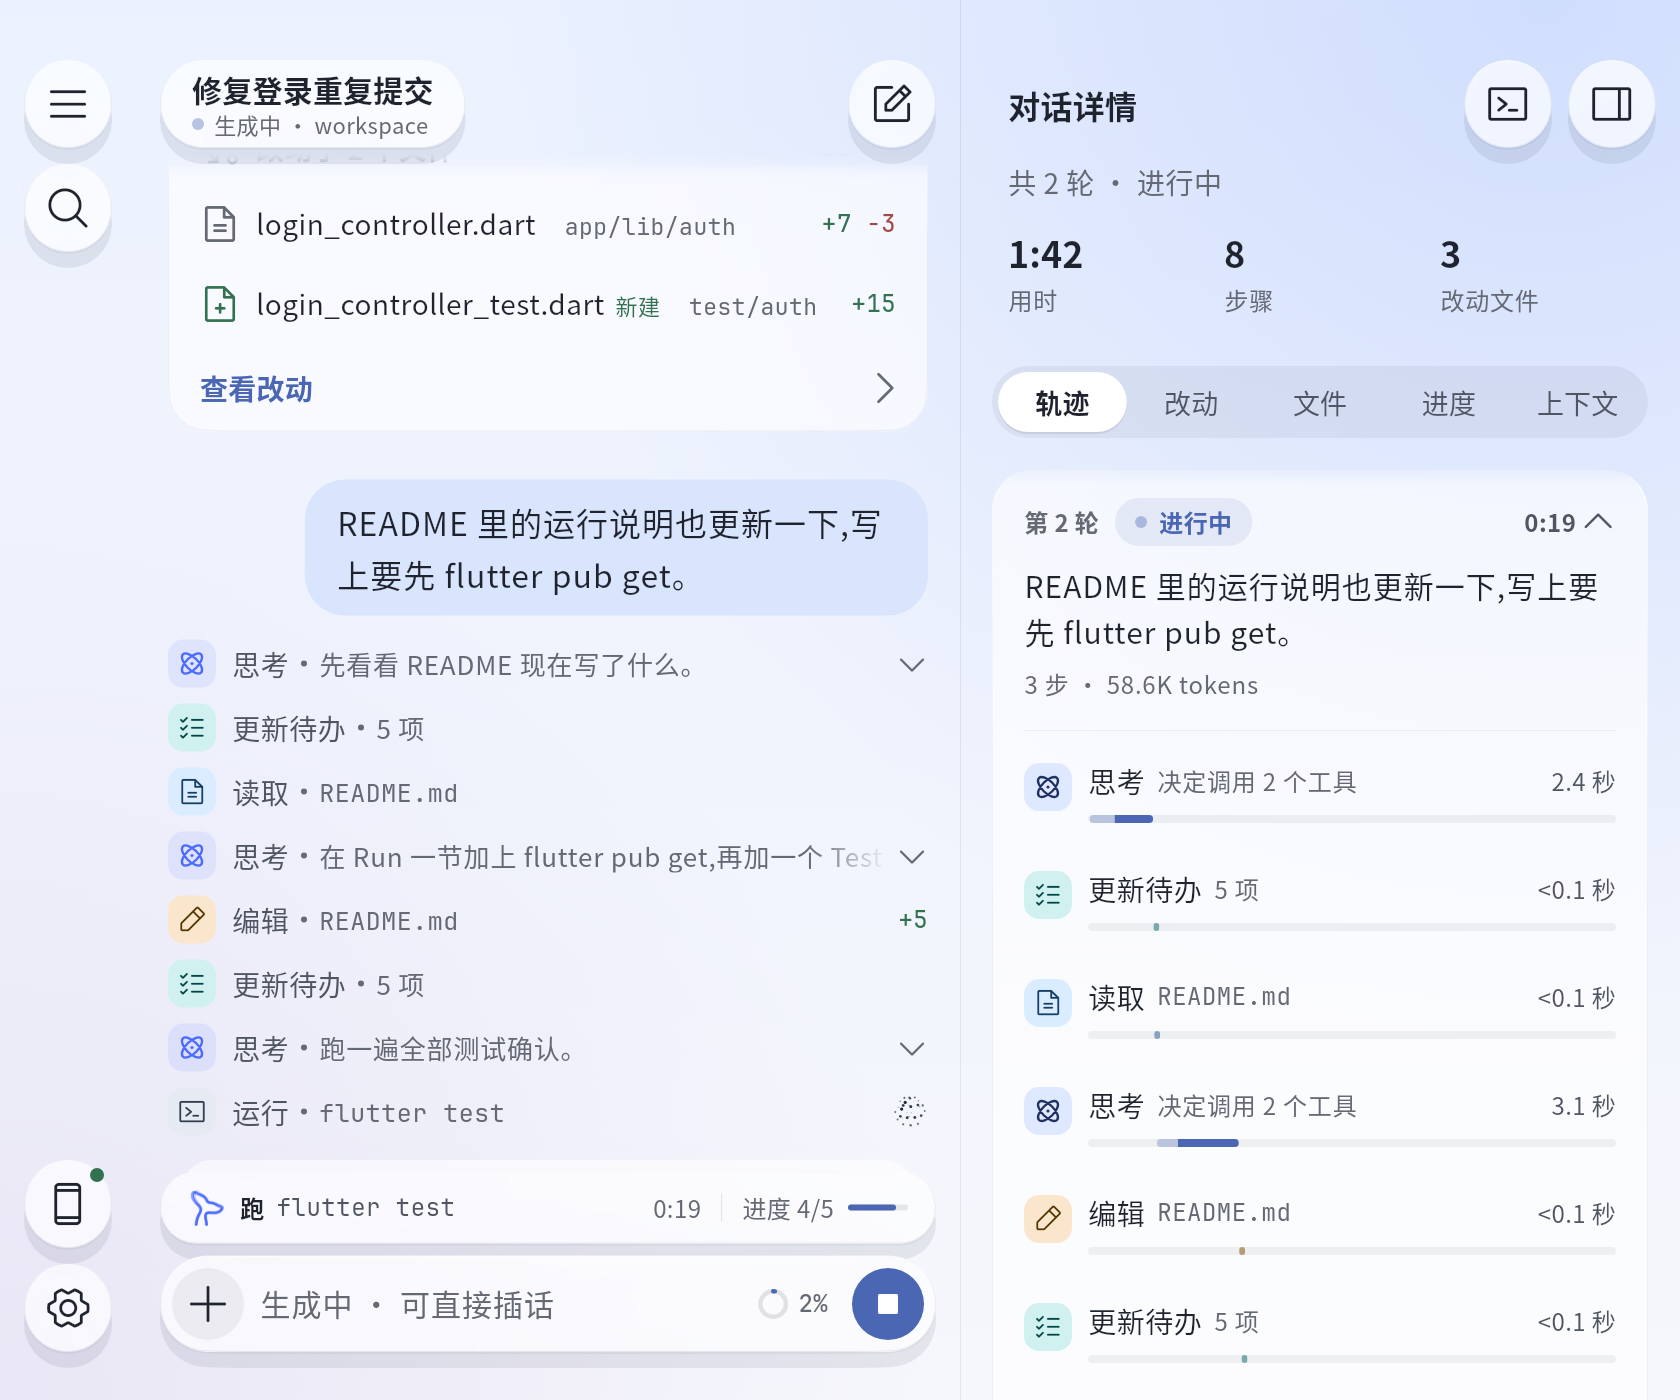 修复登录重复提交
生成中 · workspace
login_controller.dart app/lib/auth +7 -3
login_controller_test.dart 新建 test/auth +15
查看改动
README 里的运行说明也更新一下,写
上要先 flutter pub get。
思考 · 先看看 README 现在写了什么。
更新待办 · 5 项
读取 · README.md
思考 · 在 Run 一节加上 flutter pub get,再加一个 Test
编辑 · README.md +5
更新待办 · 5 项
思考 · 跑一遍全部测试确认。
运行 · flutter test
跑 flutter test 0:19 进度 4/5
生成中 · 可直接插话 2%
对话详情
共 2 轮 · 进行中
1:42 8 3
用时 步骤 改动文件
轨迹 改动 文件 进度 上下文
第 2 轮 进行中 0:19
README 里的运行说明也更新一下,写上要
先 flutter pub get。
3 步 · 58.6K tokens
思考 决定调用 2 个工具 2.4 秒
更新待办 5 项 <0.1 秒
读取 README.md <0.1 秒
思考 决定调用 2 个工具 3.1 秒
编辑 README.md <0.1 秒
更新待办 5 项 <0.1 秒